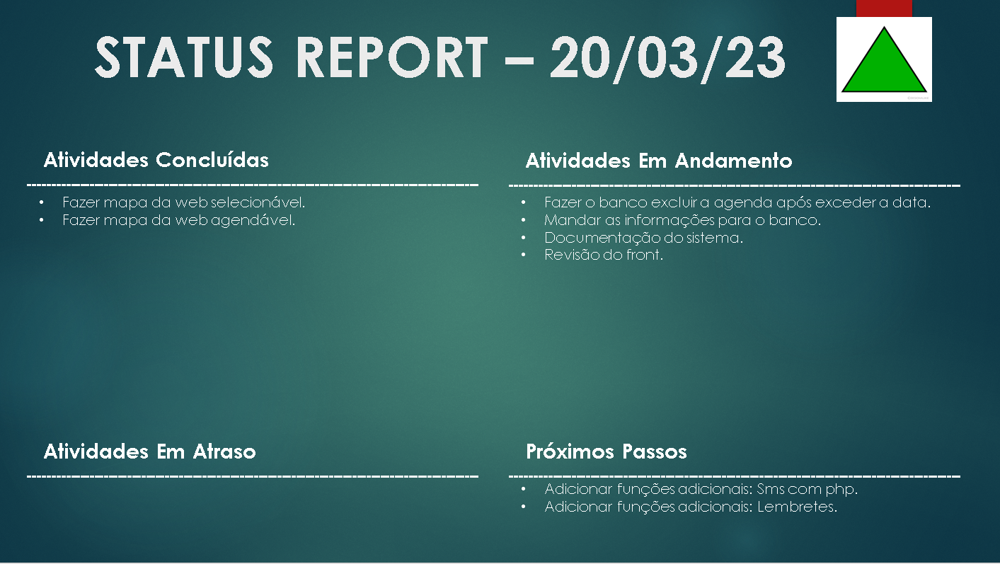 STATUS REPORT – 20/03/23
Atividades Concluídas
Fazer mapa da web selecionável.
Fazer mapa da web agendável.
Atividades Em Andamento
Fazer o banco excluir a agenda após exceder a data.
Mandar as informações para o banco.
Documentação do sistema.
Revisão do front.
Atividades Em Atraso
Próximos Passos
Adicionar funções adicionais: Sms com php.
Adicionar funções adicionais: Lembretes.